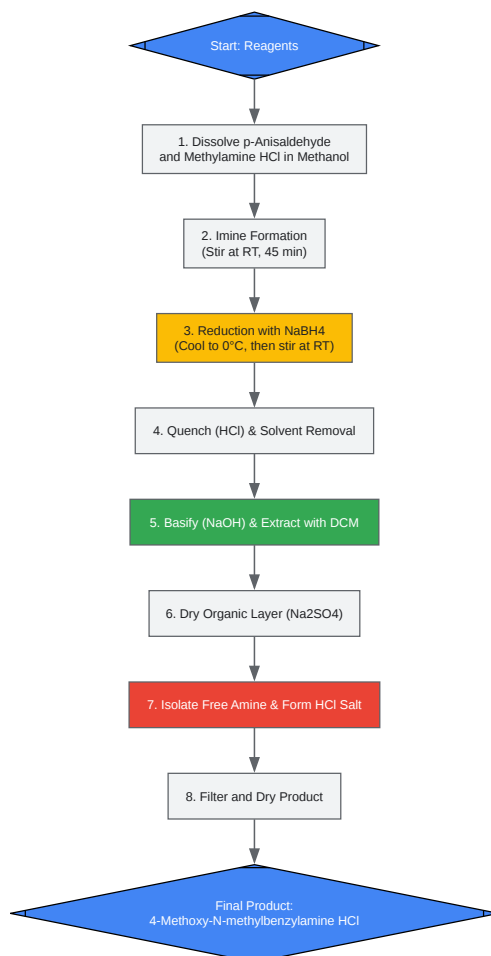 Start: Reagents
1. Dissolve p-Anisaldehyde
and Methylamine HCl in Methanol
2. Imine Formation
(Stir at RT, 45 min)
3. Reduction with NaBH4
(Cool to 0°C, then stir at RT)
4. Quench (HCl) & Solvent Removal
5. Basify (NaOH) & Extract with DCM
6. Dry Organic Layer (Na2SO4)
7. Isolate Free Amine & Form HCl Salt
8. Filter and Dry Product
Final Product:
4-Methoxy-N-methylbenzylamine HCl